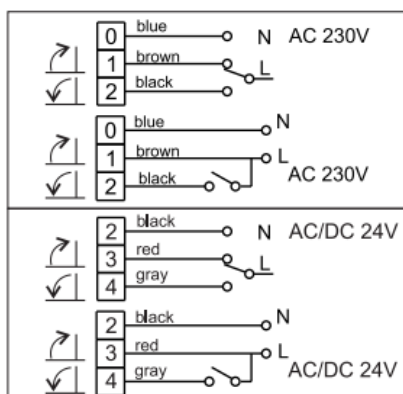 0 blue N AC 230V
1 brown L
2 black
0 blue N
1 brown L
2 black AC 230V
2 black N AC/DC 24V
3 red L
4 gray
2 black N
3 red L
4 gray AC/DC 24V